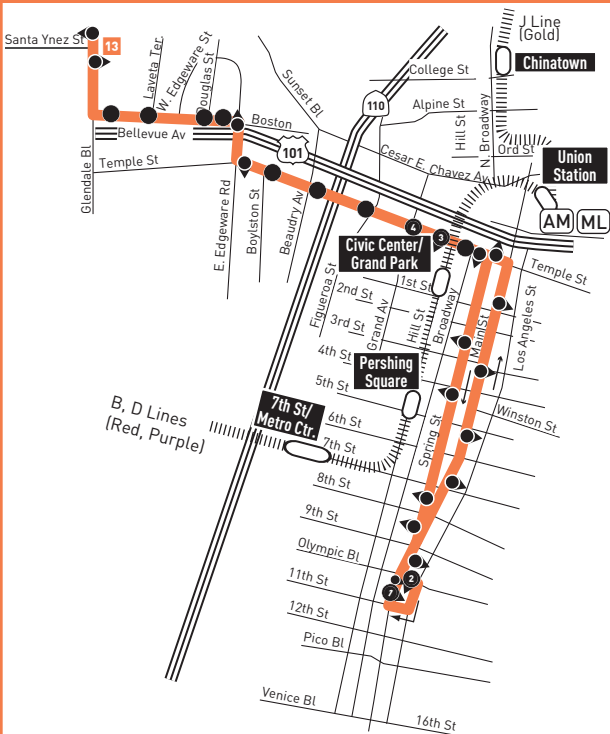 J Line
(Gold)
Santa Ynez St
13
Laveta Ter.
W. Edgeware St
Douglas St
Sunset Bl
110
College St
Chinatown
Alpine St
Hill St
N. Broadway
Ord St
Boston
Bellevue Av
101
Cesar E. Chavez Av
Union
Station
AM
ML
Temple St
Glendale Bl
E. Edgeware Rd
Boylston St
Beaudry Av
Figueroa St
4
3
Civic Center/
Grand Park
Temple St
1st St
2nd St
3rd St
4th St
5th St
6th St
7th St
8th St
9th St
Grand Av
Hill St
Broadway
Main St
Los Angeles St
Pershing
Square
B, D Lines
(Red, Purple)
7th St/
Metro Ctr.
Winston St
Spring St
Olympic Bl
2
1
11th St
12th St
Pico Bl
Venice Bl
16th St